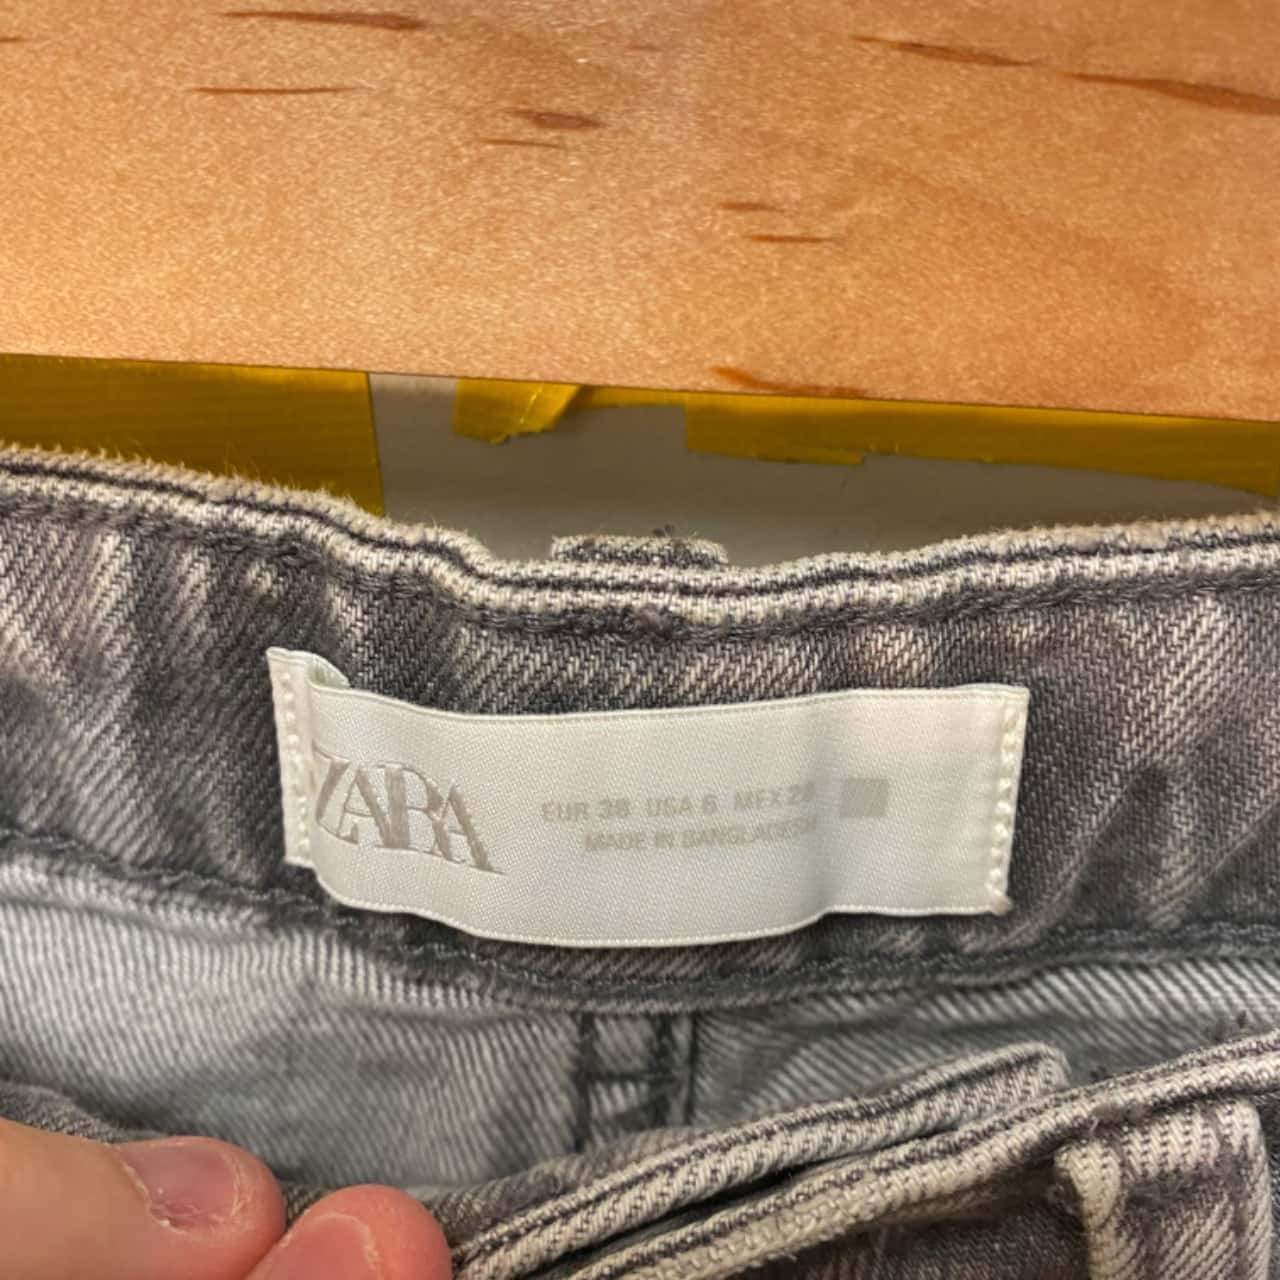 ZARA
EUR 38 USA 6 MEX 28
MADE IN BANGLADESH